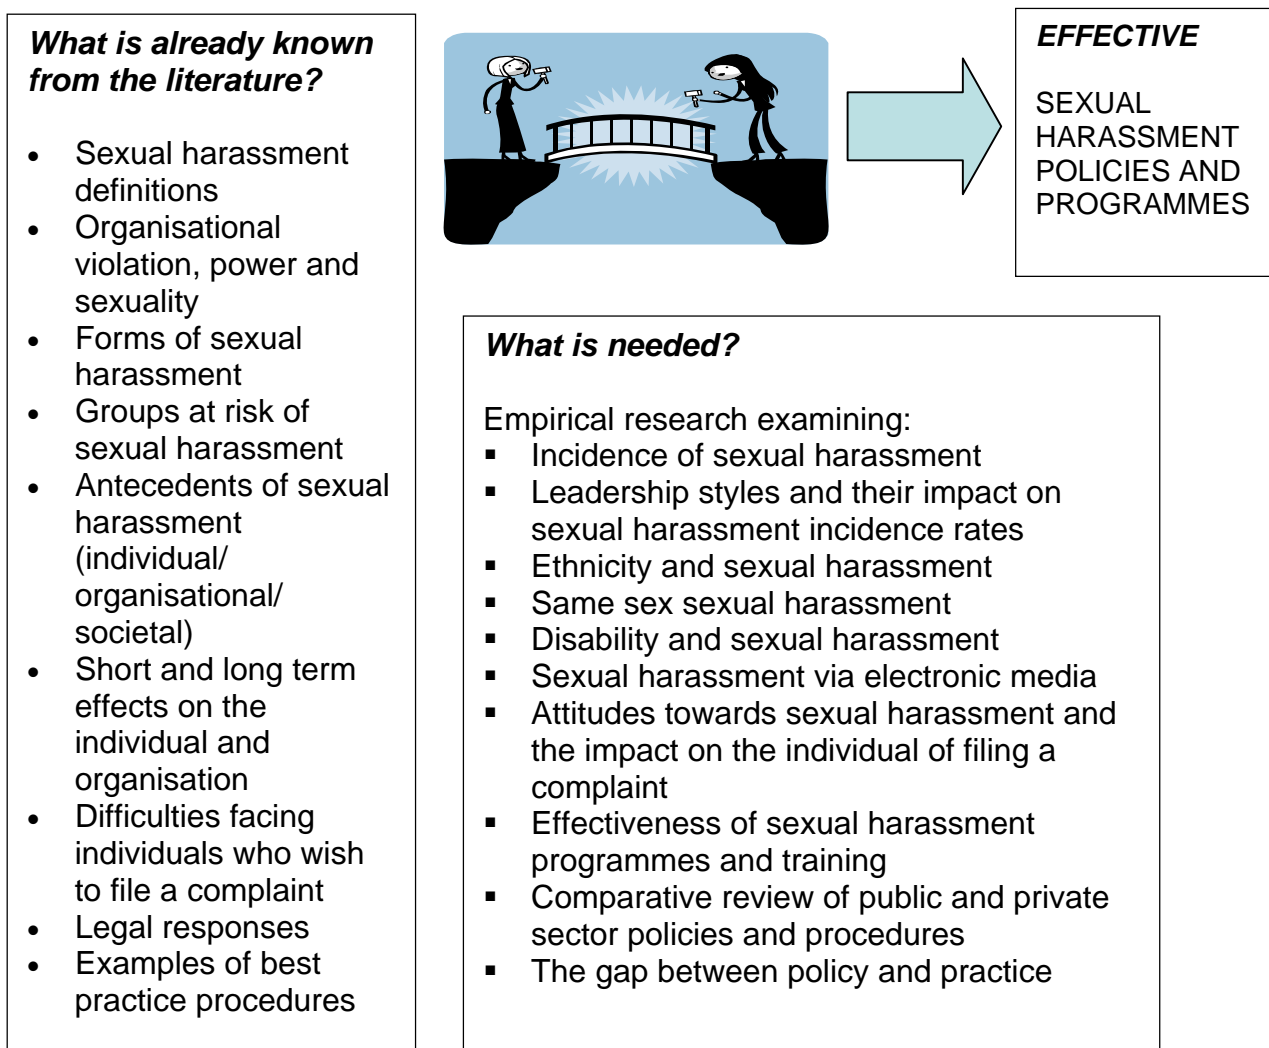 What is already known
from the literature?
• Sexual harassment
definitions
• Organisational
violation, power and
sexuality
• Forms of sexual
harassment
• Groups at risk of
sexual harassment
• Antecedents of sexual
harassment
(individual/
organisational/
societal)
• Short and long term
effects on the
individual and
organisation
• Difficulties facing
individuals who wish
to file a complaint
• Legal responses
• Examples of best
practice procedures
EFFECTIVE
SEXUAL
HARASSMENT
POLICIES AND
PROGRAMMES
What is needed?
Empirical research examining:
▪ Incidence of sexual harassment
▪ Leadership styles and their impact on
sexual harassment incidence rates
▪ Ethnicity and sexual harassment
▪ Same sex sexual harassment
▪ Disability and sexual harassment
▪ Sexual harassment via electronic media
▪ Attitudes towards sexual harassment and
the impact on the individual of filing a
complaint
▪ Effectiveness of sexual harassment
programmes and training
▪ Comparative review of public and private
sector policies and procedures
▪ The gap between policy and practice